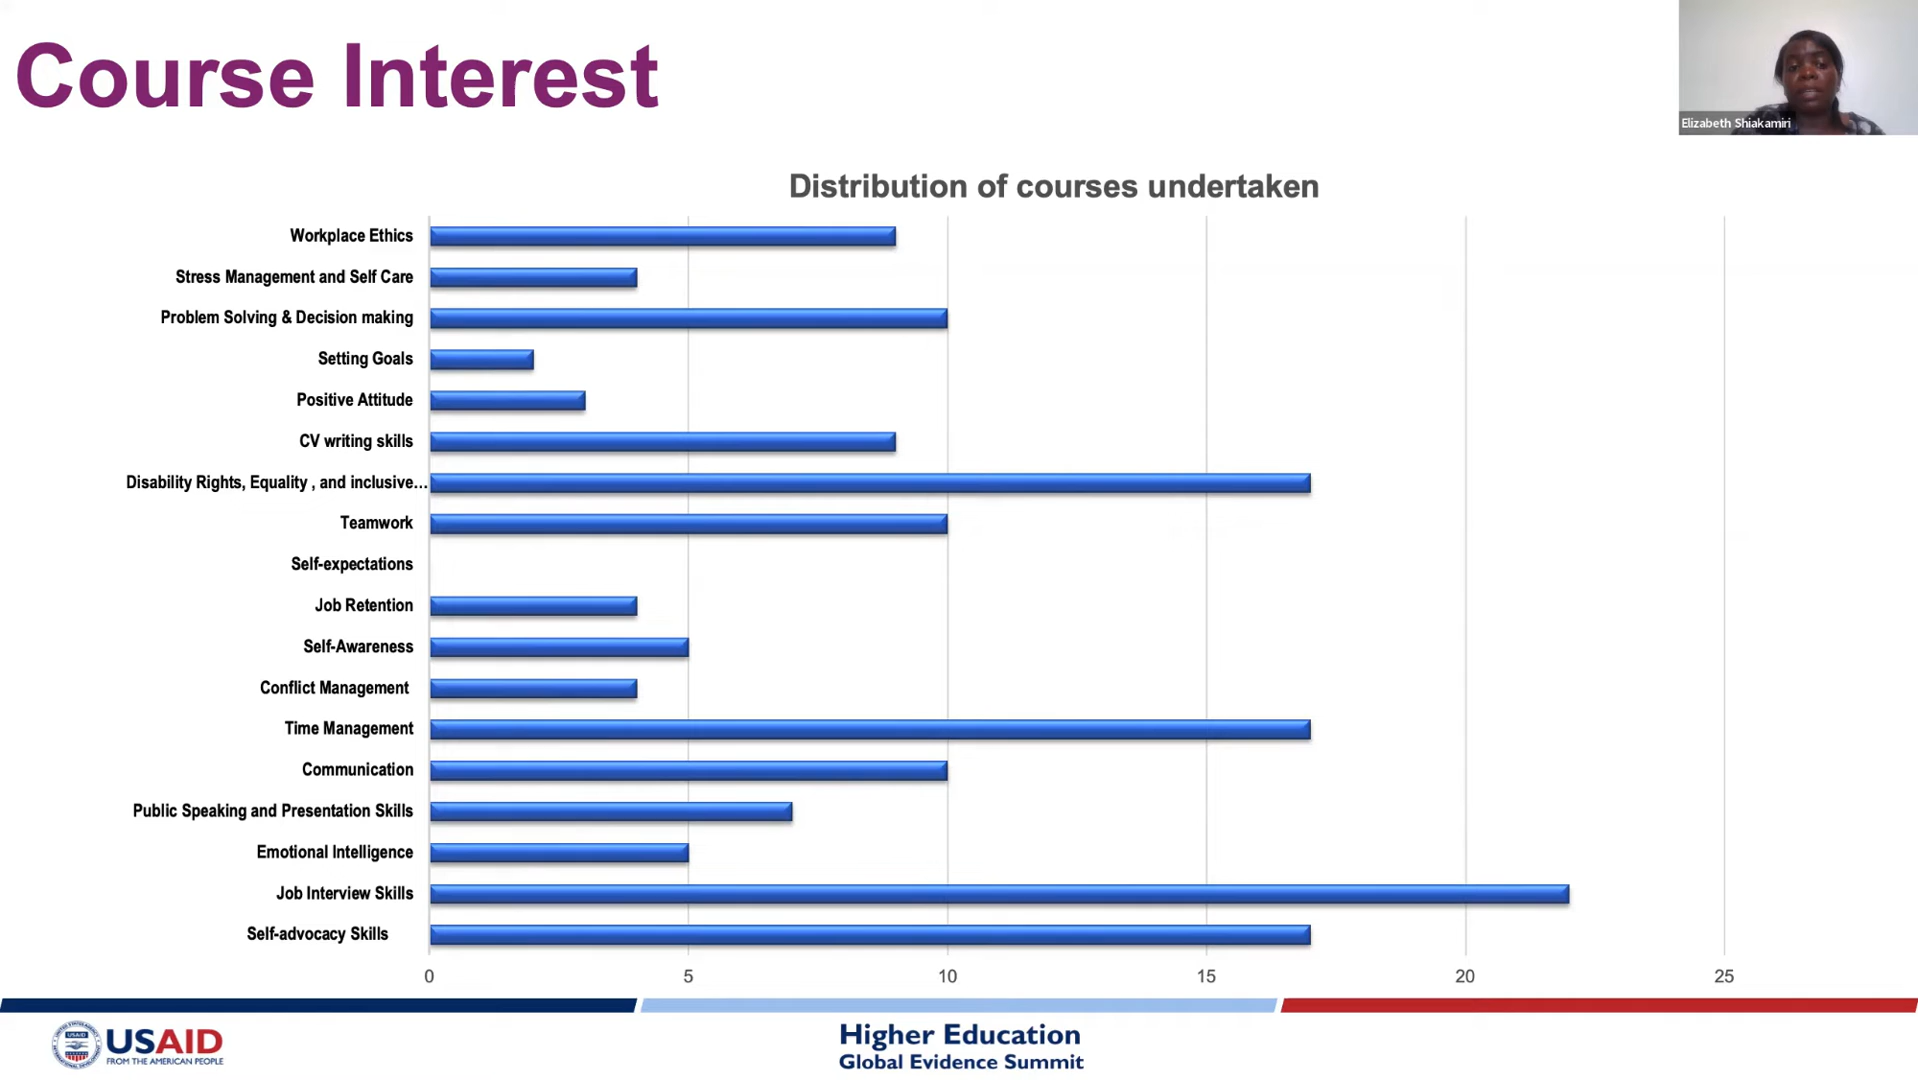 Course Interest
Elizabeth Shiakamiri
Distribution of courses undertaken
Workplace Ethics
Stress Management and Self Care
Problem Solving & Decision making
Setting Goals
Positive Attitude
CV writing skills
Disability Rights, Equality , and inclusive…
Teamwork
Self-expectations
Job Retention
Self-Awareness
Conflict Management
Time Management
Communication
Public Speaking and Presentation Skills
Emotional Intelligence
Job Interview Skills
Self-advocacy Skills
0 5 10 15 20 25
USAID
FROM THE AMERICAN PEOPLE
Higher Education
Global Evidence Summit